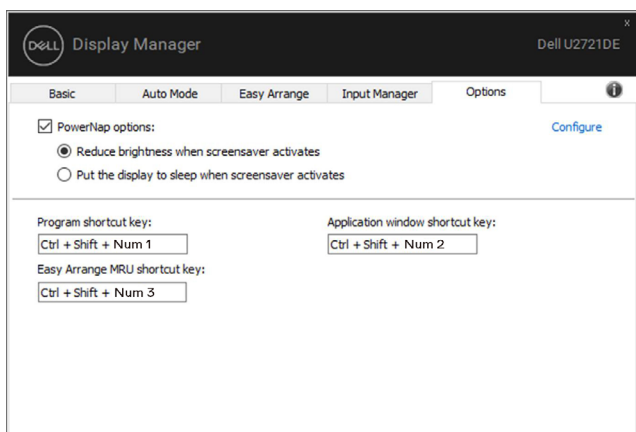 x
DELL Display Manager Dell U2721DE
Basic Auto Mode Easy Arrange Input Manager Options i
PowerNap options: Configure
Reduce brightness when screensaver activates
Put the display to sleep when screensaver activates
Program shortcut key: Application window shortcut key:
Ctrl + Shift + Num 1 Ctrl + Shift + Num 2
Easy Arrange MRU shortcut key:
Ctrl + Shift + Num 3